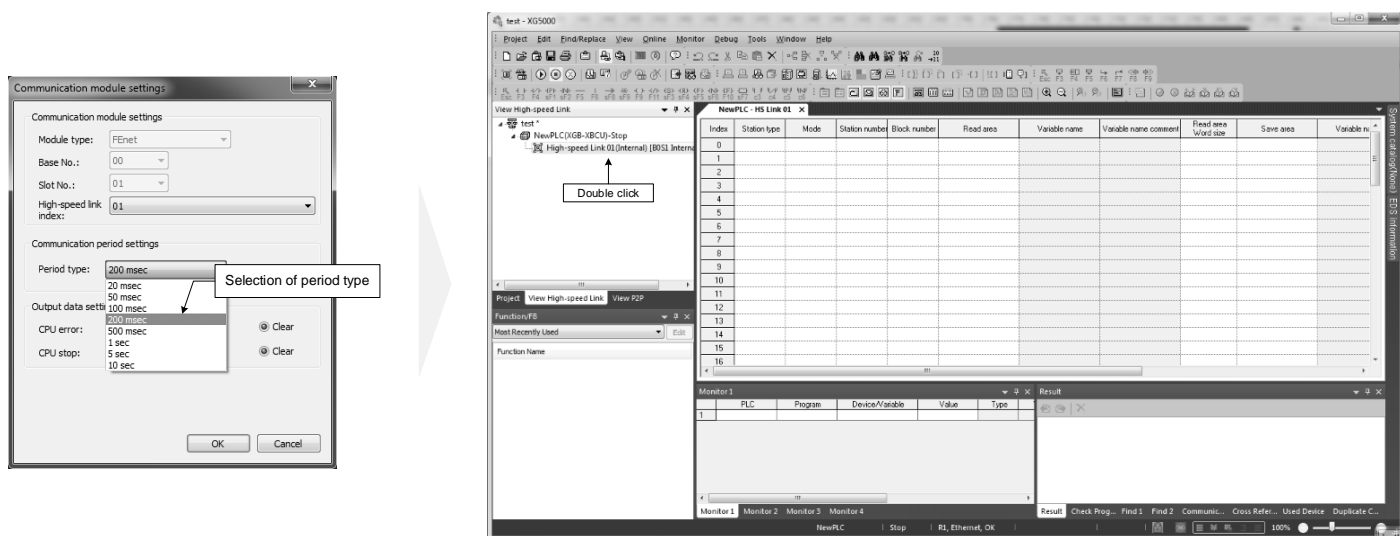 Communication module settings
X
Communication module settings
Module type: FEnet
Base No.: 00
Slot No.: 01
High-speed link index: 01
Communication period settings
Period type: 200 msec
20 msec
50 msec
100 msec
200 msec
500 msec
1 sec
5 sec
10 sec
Selection of period type
Output data setti
CPU error: Clear
CPU stop: Clear
OK Cancel
test - XG5000
Project Edit Find/Replace View Online Monitor Debug Tools Window Help
View High-speed Link
test *
NewPLC(XGB-XBCU)-Stop
High-speed Link 01(Internal) [B0S1 Interna
Double click
Project View High-speed Link View P2P
Function/FB
Most Recently Used Edit
Function Name
NewPLC - HS Link 01 X
Index Station type Mode Station number Block number Read area Variable name Variable name comment Read area Word size Save area Variable na
0
1
2
3
4
5
6
7
8
9
10
11
12
13
14
15
16
System catalog(None) EDS information
Monitor 1
PLC Program Device/Variable Value Type
1
Monitor 1 Monitor 2 Monitor 3 Monitor 4
Result
Result Check Prog... Find 1 Find 2 Communic... Cross Refer... Used Device Duplicate C...
NewPLC Stop R1, Ethernet, OK 100%